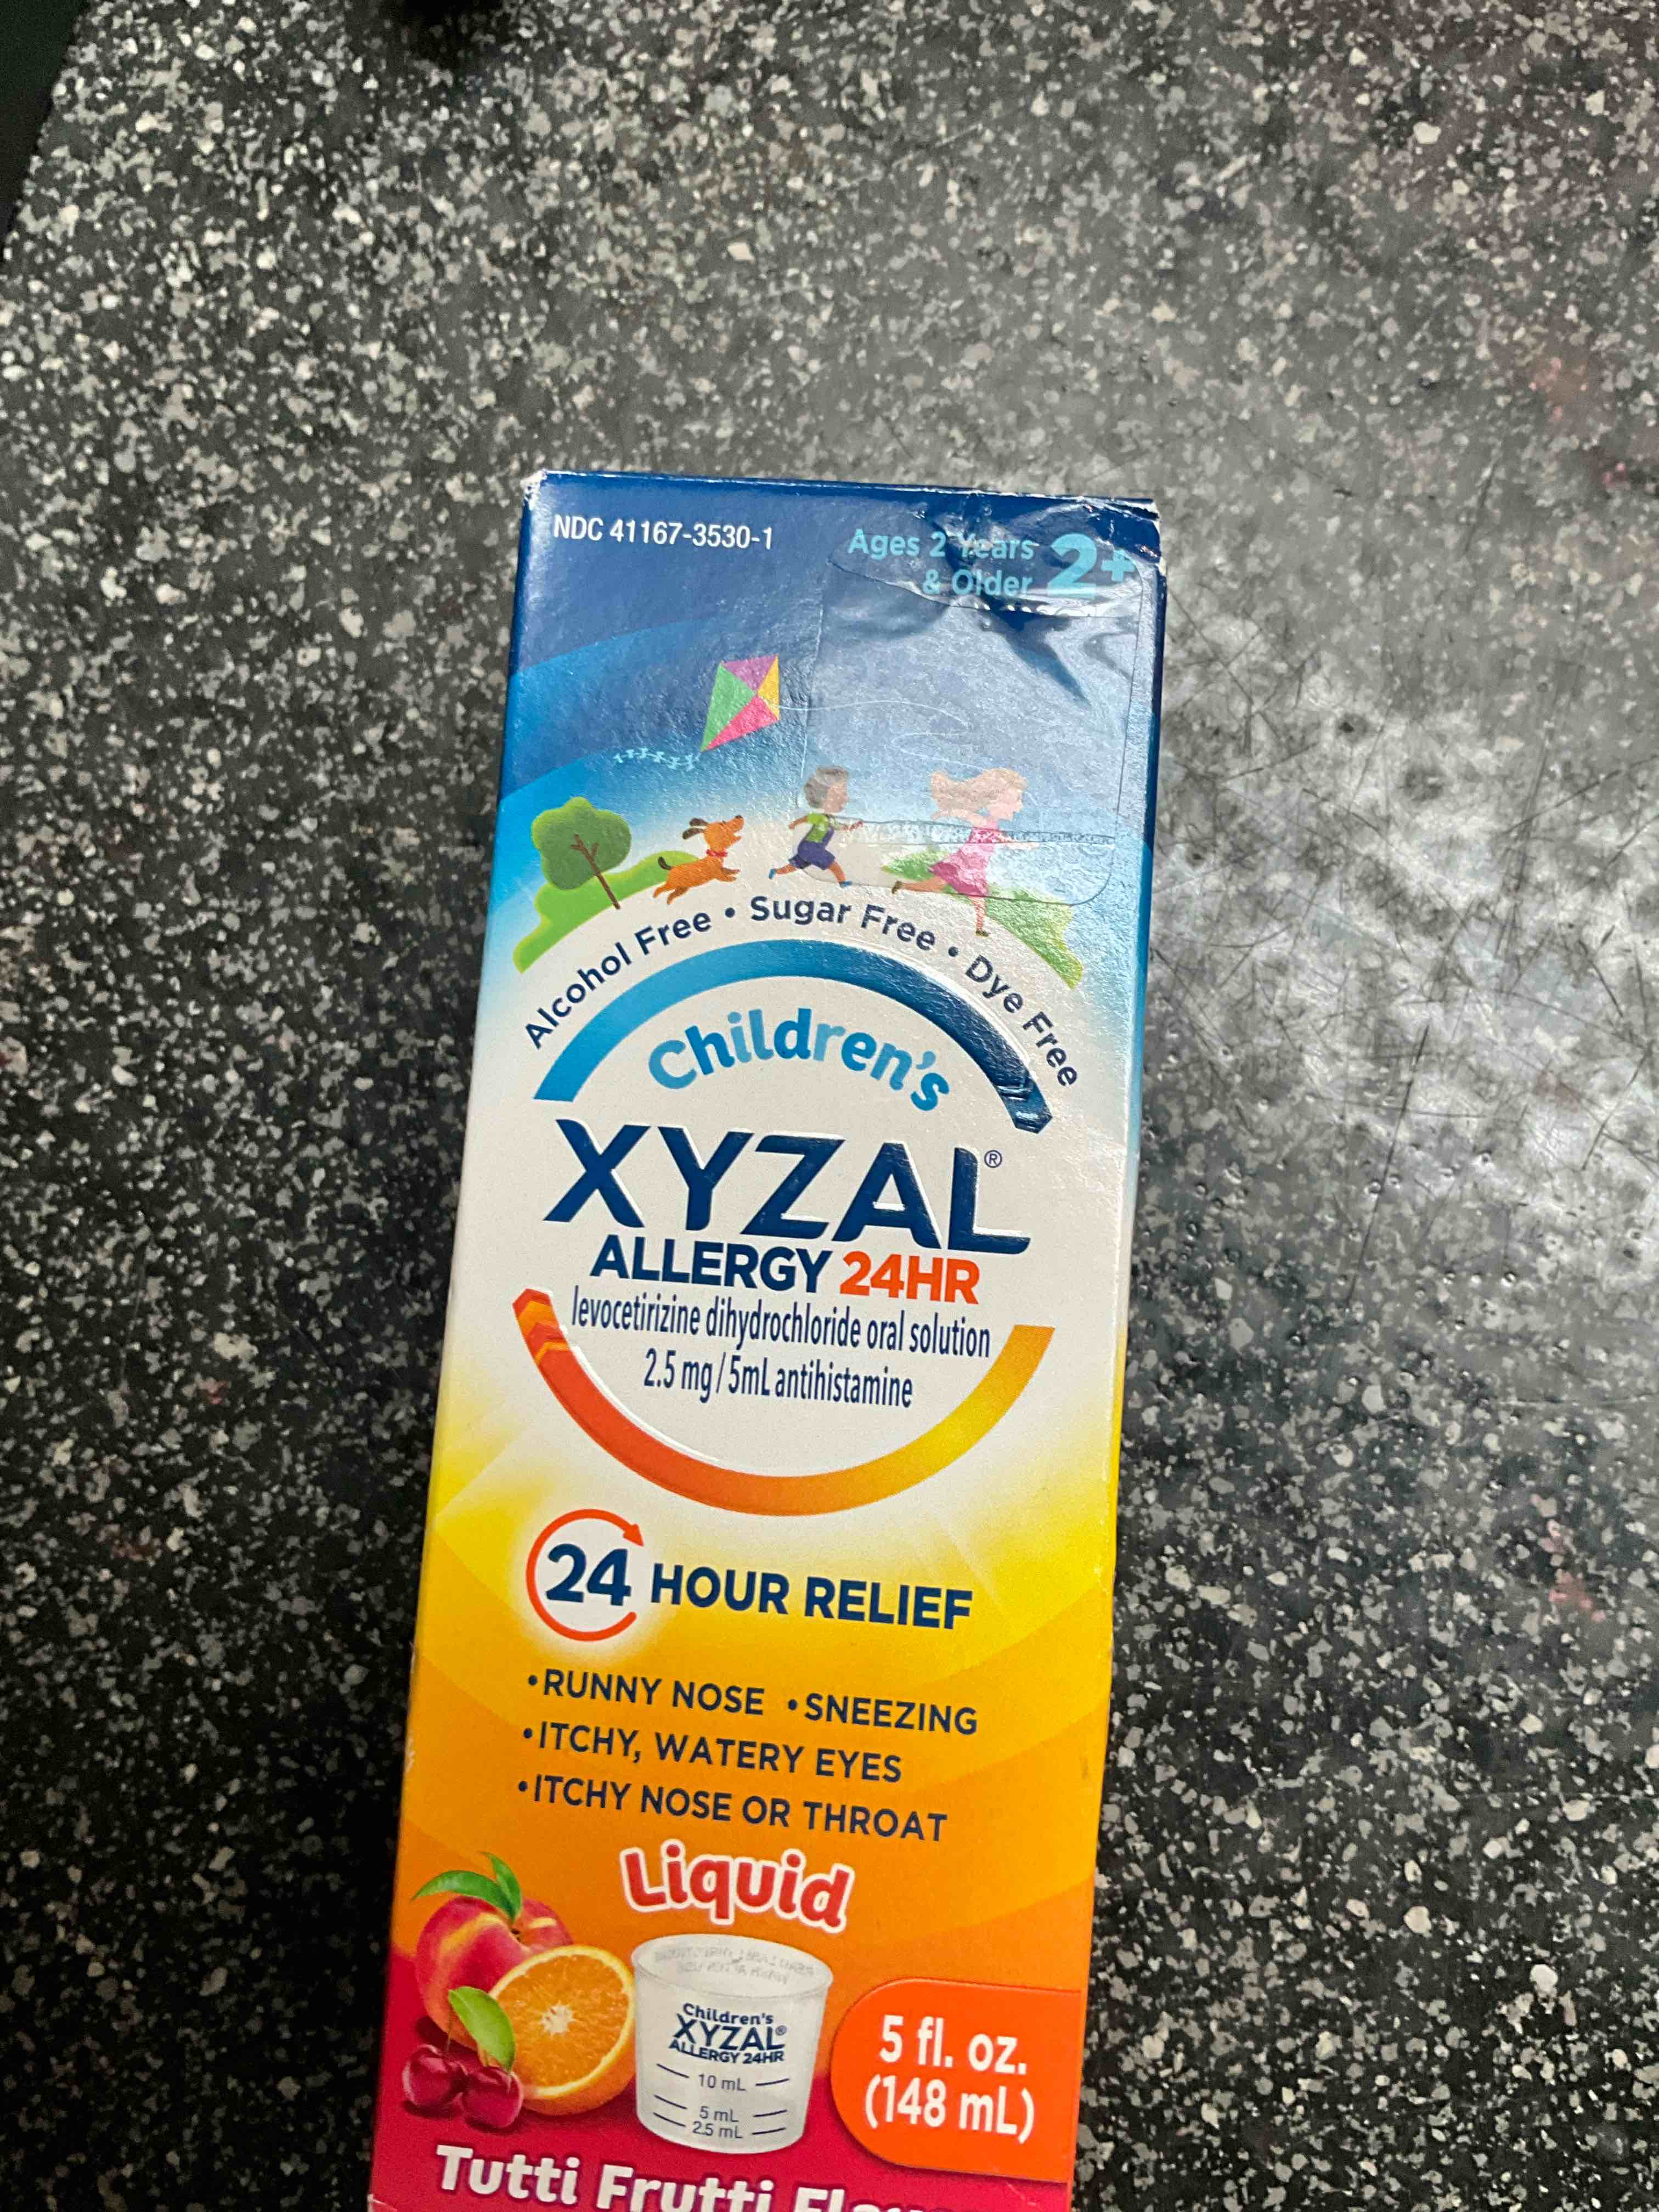 NDC 41167-3530-1
Ages 2 Years
& Older 2+
Alcohol Free • Sugar Free • Dye Free
Children's
XYZAL®
ALLERGY 24HR
levocetirizine dihydrochloride oral solution
2.5 mg/5mL antihistamine
24 HOUR RELIEF
• RUNNY NOSE • SNEEZING
• ITCHY, WATERY EYES
• ITCHY NOSE OR THROAT
Liquid
Children's
XYZAL®
ALLERGY 24HR
10 mL
5 mL
2.5 mL
5 fl. oz.
(148 mL)
Tutti Frutti